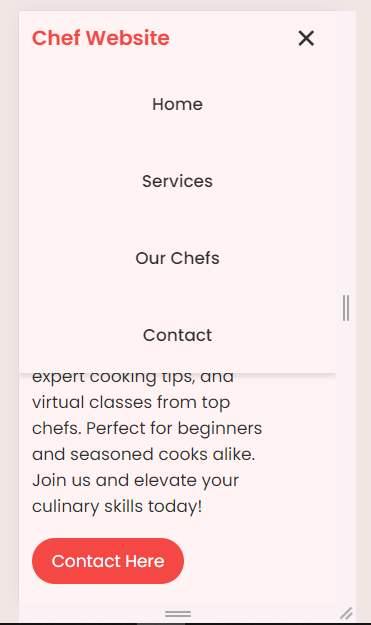 Chef Website
Home
Services
Our Chefs
Contact
expert cooking tips, and
virtual classes from top
chefs. Perfect for beginners
and seasoned cooks alike.
Join us and elevate your
culinary skills today!
Contact Here